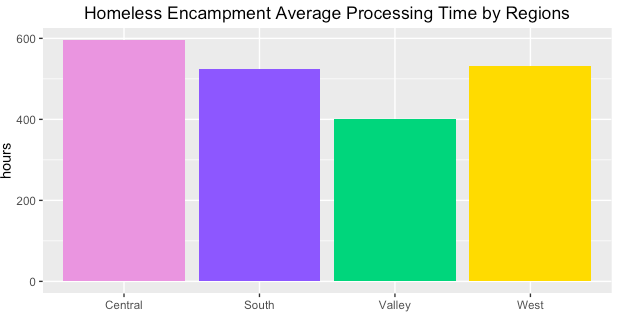 Homeless Encampment Average Processing Time by Regions
600
400
200
0
hours
Central South Valley West